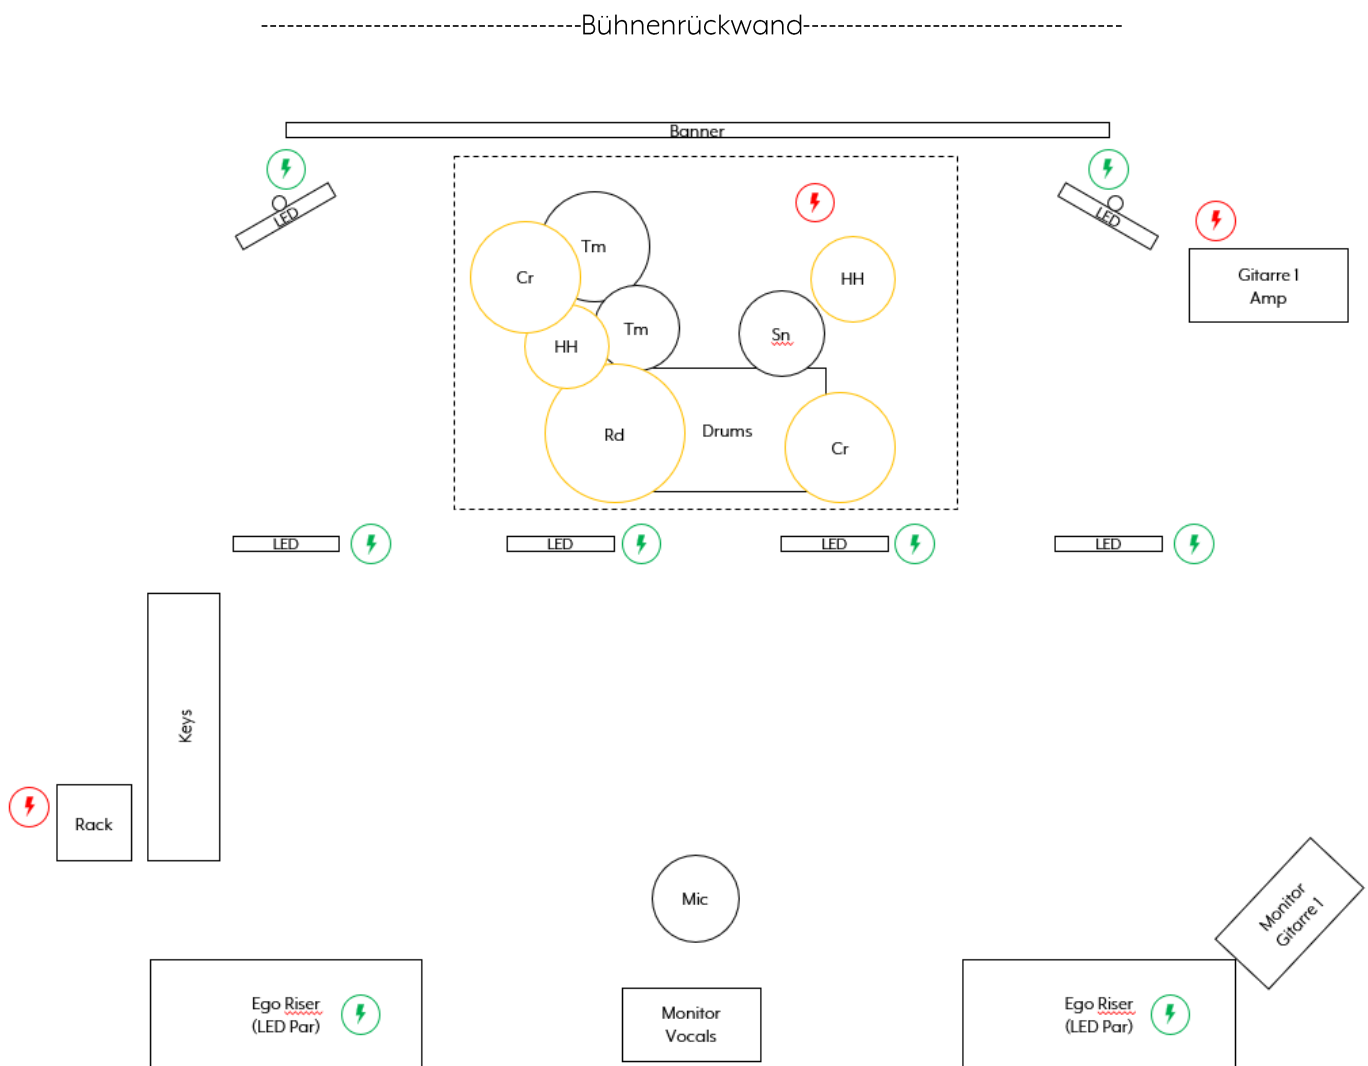 --------------------------------Bühnenrückwand--------------------------------
Banner
LED
LED
Tm
Cr
HH
Gitarre 1
Amp
Tm
Sn
HH
Rd
Drums
Cr
LED
LED
LED
LED
Keys
Rack
Mic
Monitor
Gitarre 1
Ego Riser
(LED Par)
Monitor
Vocals
Ego Riser
(LED Par)